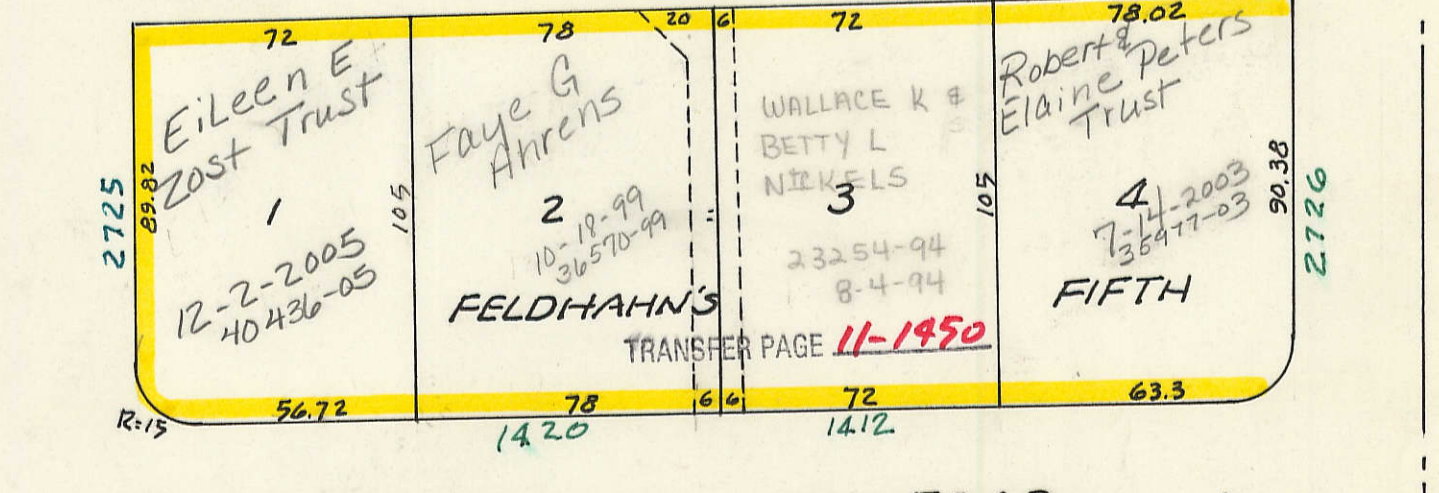 72
78
20
6
72
78.02
Eileen E
Zost Trust
Faye G
Ahrens
WALLACE K &
BETTY L
NICKELS
Robert &
Elaine Peters
Trust
2725
89.82
1
105
2
3
105
4
90.38
2726
12-2-2005
40436-05
10-18-99
36570-99
23254-94
8-4-94
7-14-2003
35977-03
FELDHAHN'S
FIFTH
TRANSFER PAGE 11-1450
R=15
56.72
78
6
6
72
63.3
1420
1412